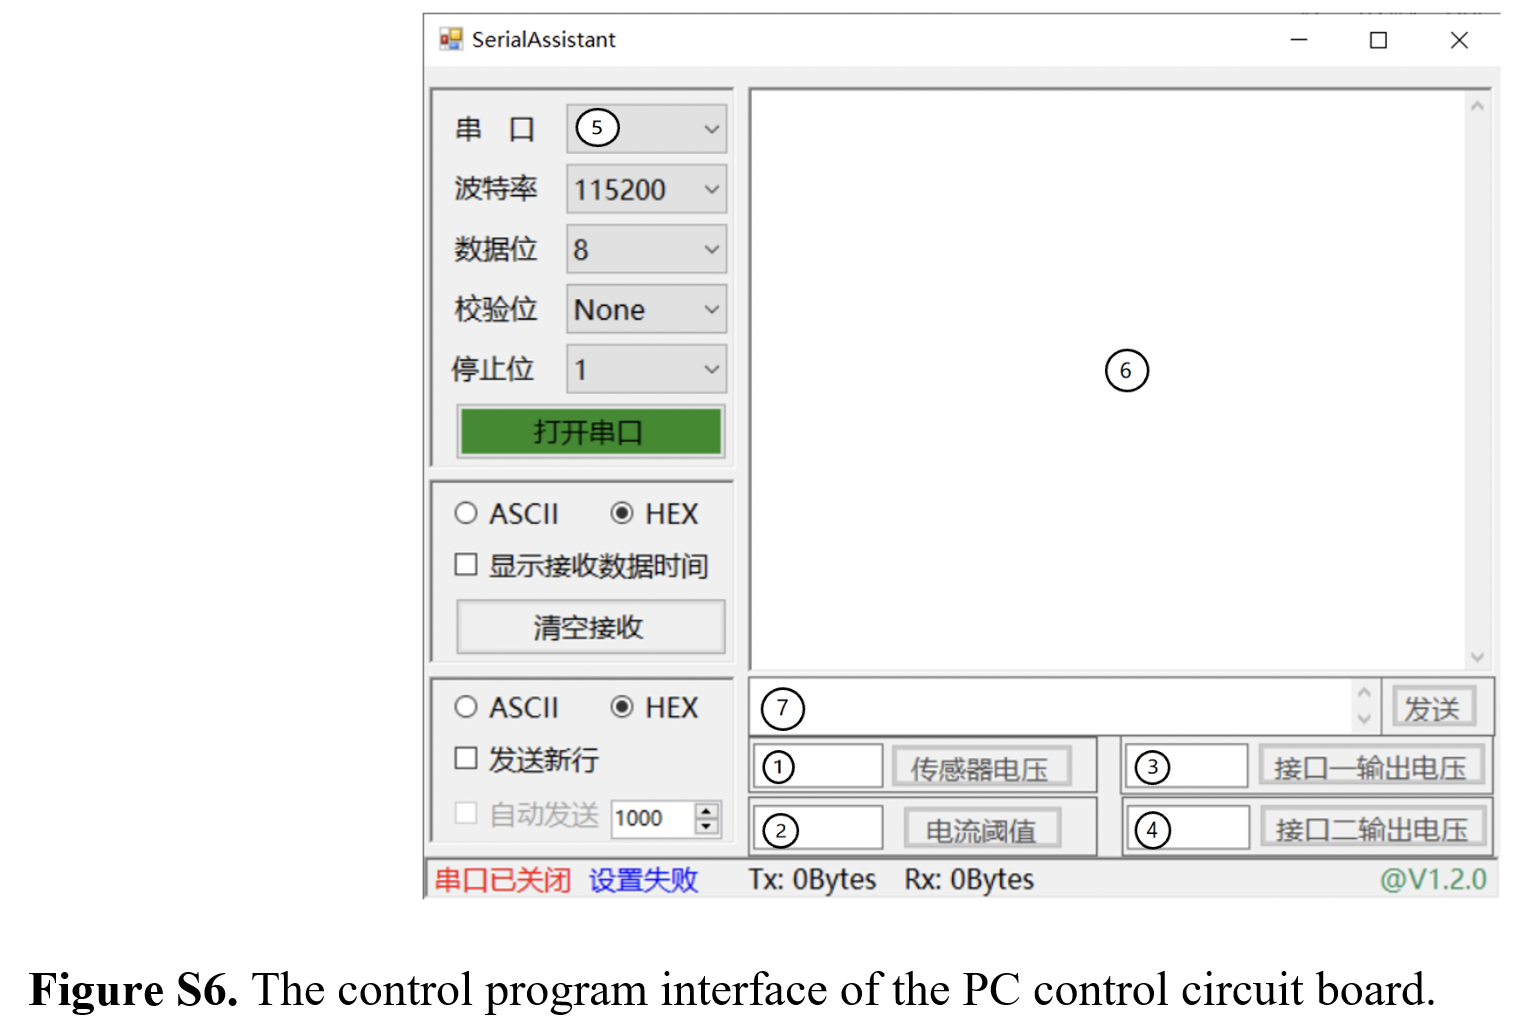 SerialAssistant
串 口 ⑤
波特率 115200
数据位 8
校验位 None
停止位 1
打开串口
ASCII HEX
显示接收数据时间
清空接收
ASCII HEX
发送新行
自动发送 1000
⑥
⑦ 发送
① 传感器电压 ③ 接口一输出电压
② 电流阈值 ④ 接口二输出电压
串口已关闭 设置失败 Tx: 0Bytes Rx: 0Bytes @V1.2.0
Figure S6. The control program interface of the PC control circuit board.